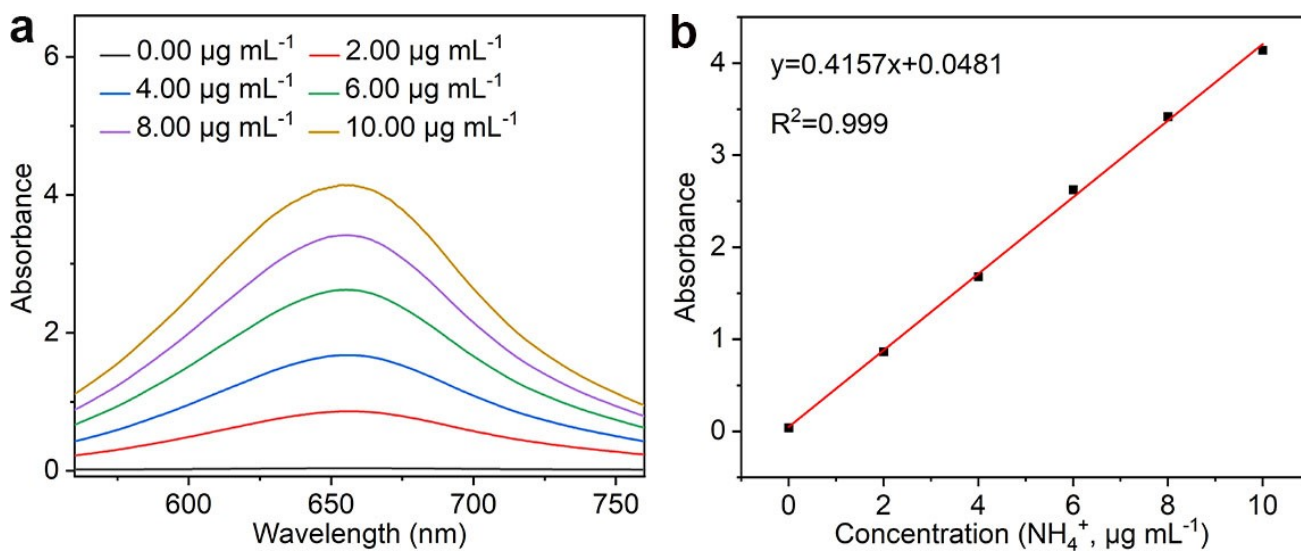 a
0.00 µg mL⁻¹ 2.00 µg mL⁻¹
4.00 µg mL⁻¹ 6.00 µg mL⁻¹
8.00 µg mL⁻¹ 10.00 µg mL⁻¹
Absorbance
6
4
2
0
600 650 700 750
Wavelength (nm)
b
y=0.4157x+0.0481
R²=0.999
Absorbance
4
3
2
1
0
0 2 4 6 8 10
Concentration (NH₄⁺, µg mL⁻¹)